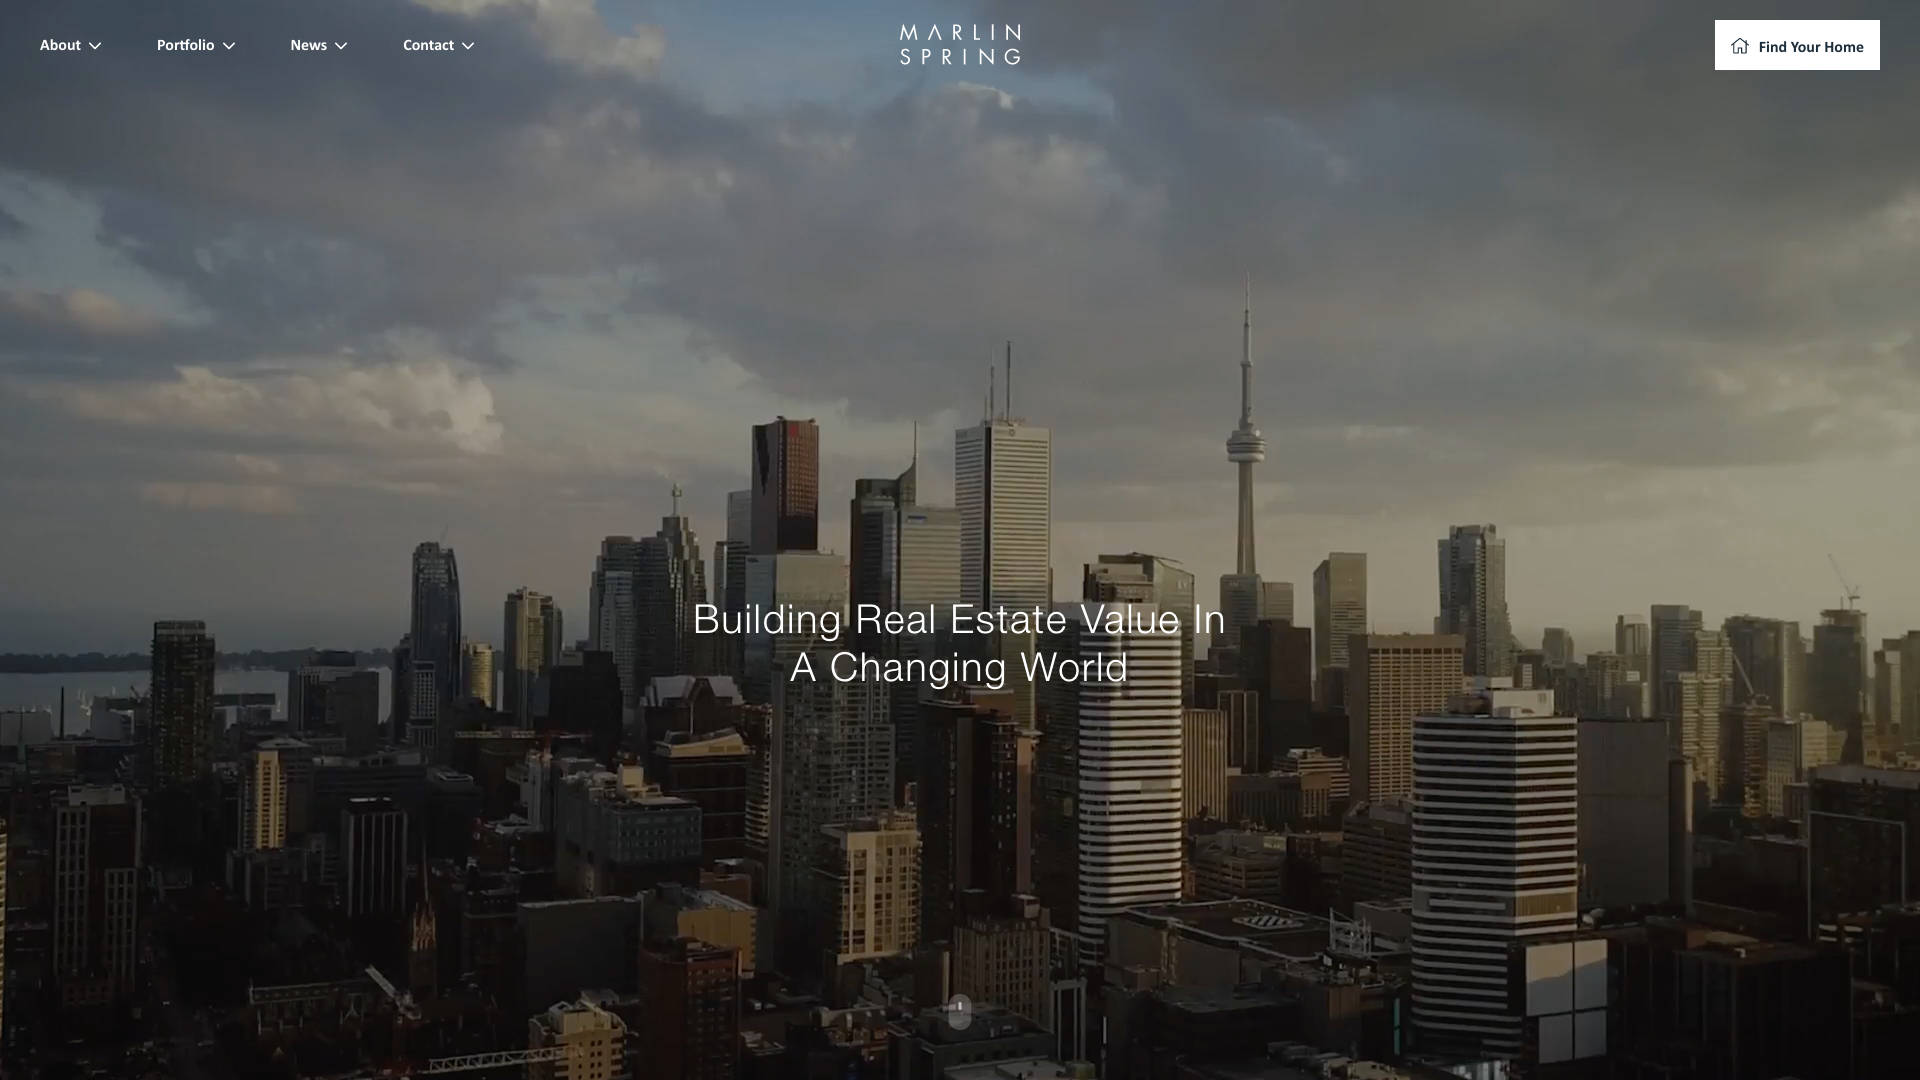 About
Portfolio
News
Contact
MARLIN
SPRING
Find Your Home
Building Real Estate Value In
A Changing World